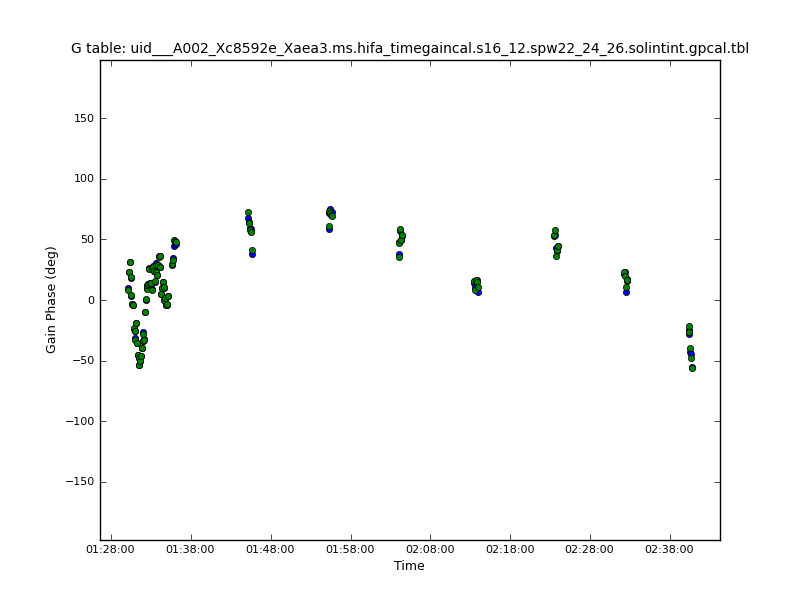 G table: uid___A002_Xc8592e_Xaea3.ms.hifa_timegaincal.s16_12.spw22_24_26.solintint.gpcal.tbl
150
100
50
0
−50
−100
−150
Gain Phase (deg)
01:28:00 01:38:00 01:48:00 01:58:00 02:08:00 02:18:00 02:28:00 02:38:00
Time